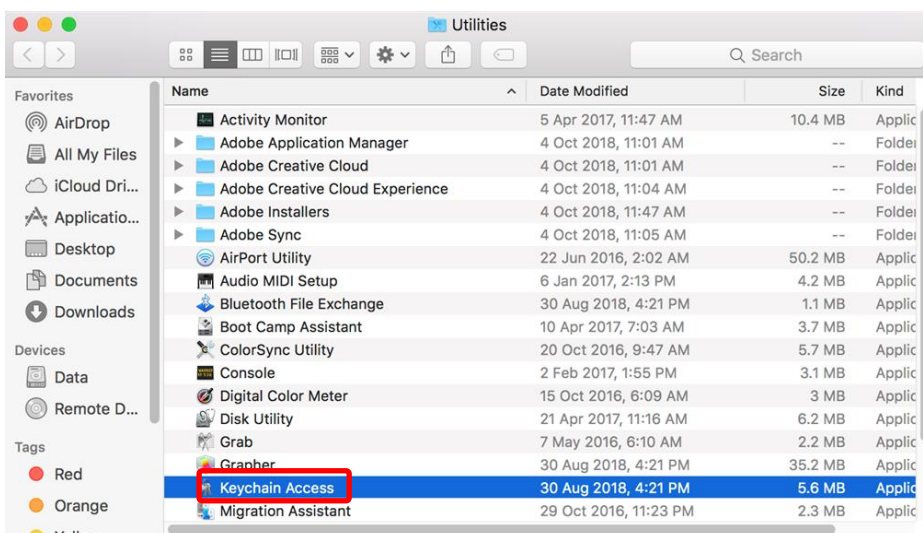 Utilities
Search
Favorites
AirDrop
All My Files
iCloud Dri...
Applicatio...
Desktop
Documents
Downloads
Devices
Data
Remote D...
Tags
Red
Orange
Name Date Modified Size Kind
Activity Monitor 5 Apr 2017, 11:47 AM 10.4 MB Applic
Adobe Application Manager 4 Oct 2018, 11:01 AM -- Folder
Adobe Creative Cloud 4 Oct 2018, 11:01 AM -- Folder
Adobe Creative Cloud Experience 4 Oct 2018, 11:04 AM -- Folder
Adobe Installers 4 Oct 2018, 11:47 AM -- Folder
Adobe Sync 4 Oct 2018, 11:05 AM -- Folder
AirPort Utility 22 Jun 2016, 2:02 AM 50.2 MB Applic
Audio MIDI Setup 6 Jan 2017, 2:13 PM 4.2 MB Applic
Bluetooth File Exchange 30 Aug 2018, 4:21 PM 1.1 MB Applic
Boot Camp Assistant 10 Apr 2017, 7:03 AM 3.7 MB Applic
ColorSync Utility 20 Oct 2016, 9:47 AM 5.7 MB Applic
Console 2 Feb 2017, 1:55 PM 3.1 MB Applic
Digital Color Meter 15 Oct 2016, 6:09 AM 3 MB Applic
Disk Utility 21 Apr 2017, 11:16 AM 6.2 MB Applic
Grab 7 May 2016, 6:10 AM 2.2 MB Applic
Grapher 30 Aug 2018, 4:21 PM 35.2 MB Applic
Keychain Access 30 Aug 2018, 4:21 PM 5.6 MB Applic
Migration Assistant 29 Oct 2016, 11:23 PM 2.3 MB Applic